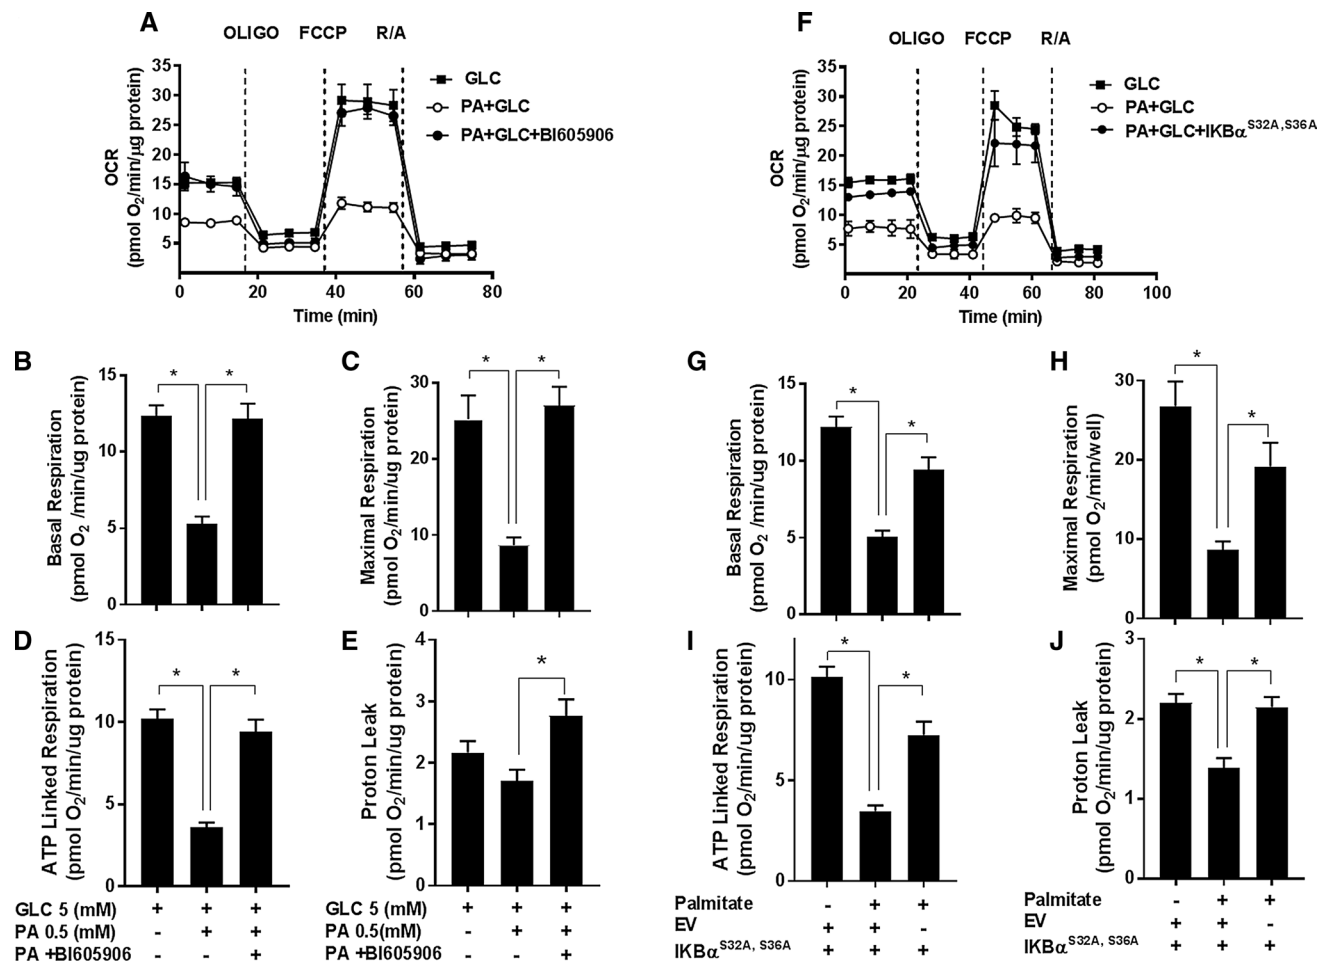 A
OLIGO FCCP R/A
35
30
25
20
15
10
5
0 20 40 60 80
OCR
(pmol O2/min/µg protein)
Time (min)
GLC
PA+GLC
PA+GLC+BI605906
F
OLIGO FCCP R/A
35
30
25
20
15
10
5
0 20 40 60 80 100
OCR
(pmol O2/min/µg protein)
Time (min)
GLC
PA+GLC
PA+GLC+IKBα S32A,S36A
B
Basal Respiration
(pmol O2 /min/ug protein)
15
10
5
0
* *
C
Maximal Respiration
(pmol O2/min/ug protein)
30
20
10
0
* *
G
Basal Respiration
(pmol O2 /min/ug protein)
15
10
5
0
* *
H
Maximal Respiration
(pmol O2/min/well)
30
20
10
0
* *
D
ATP Linked Respiration
(pmol O2/min/ug protein)
15
10
5
0
* *
GLC 5 (mM) + + +
PA 0.5(mM) - + +
PA +BI605906 - - +
E
Proton Leak
(pmol O2/min/ug protein)
4
3
2
1
0
*
GLC 5 (mM) + + +
PA 0.5(mM) - + +
PA +BI605906 - - +
I
ATP Linked Respiration
(pmol O2/min/ug protein)
10
5
0
* *
Palmitate - + +
EV + + -
IKBα S32A, S36A + + +
J
Proton Leak
(pmol O2/min/ug protein)
3
2
1
0
* *
Palmitate - + +
EV + + -
IKBα S32A, S36A + + +